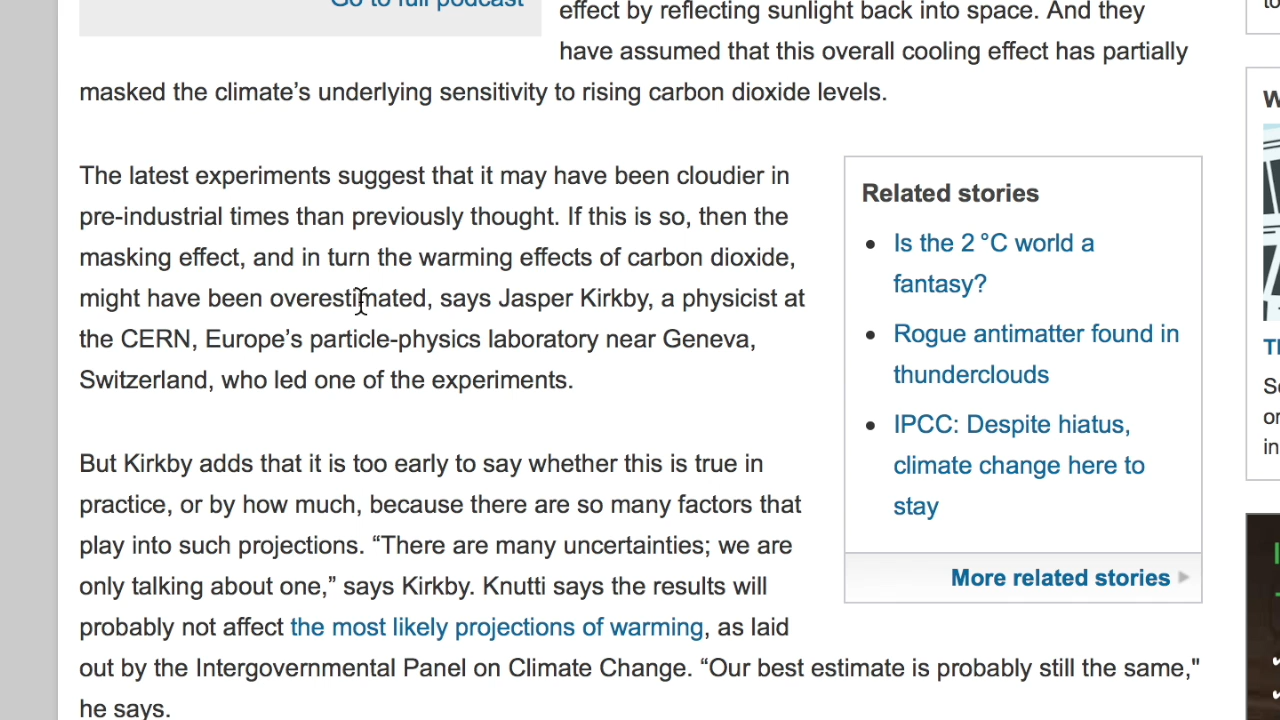 effect by reflecting sunlight back into space. And they
have assumed that this overall cooling effect has partially
masked the climate’s underlying sensitivity to rising carbon dioxide levels.
The latest experiments suggest that it may have been cloudier in
pre-industrial times than previously thought. If this is so, then the
masking effect, and in turn the warming effects of carbon dioxide,
might have been overestimated, says Jasper Kirkby, a physicist at
the CERN, Europe’s particle-physics laboratory near Geneva,
Switzerland, who led one of the experiments.
But Kirkby adds that it is too early to say whether this is true in
practice, or by how much, because there are so many factors that
play into such projections. “There are many uncertainties; we are
only talking about one,” says Kirkby. Knutti says the results will
probably not affect the most likely projections of warming, as laid
out by the Intergovernmental Panel on Climate Change. “Our best estimate is probably still the same,"
he says.
Related stories
• Is the 2 °C world a
fantasy?
• Rogue antimatter found in
thunderclouds
• IPCC: Despite hiatus,
climate change here to
stay
More related stories